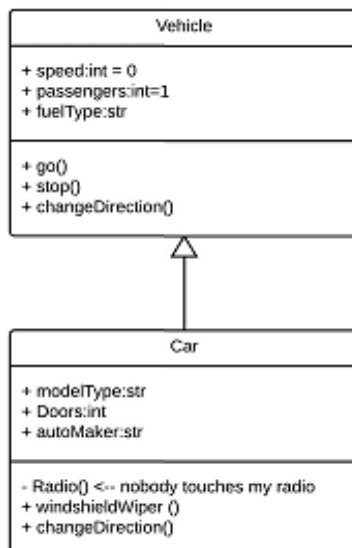 Vehicle
+ speed:int = 0
+ passengers:int=1
+ fuelType:str
+ go()
+ stop()
+ changeDirection()
Car
+ modelType:str
+ Doors:int
+ autoMaker:str
- Radio() <-- nobody touches my radio
+ windshieldWiper ()
+ changeDirection()